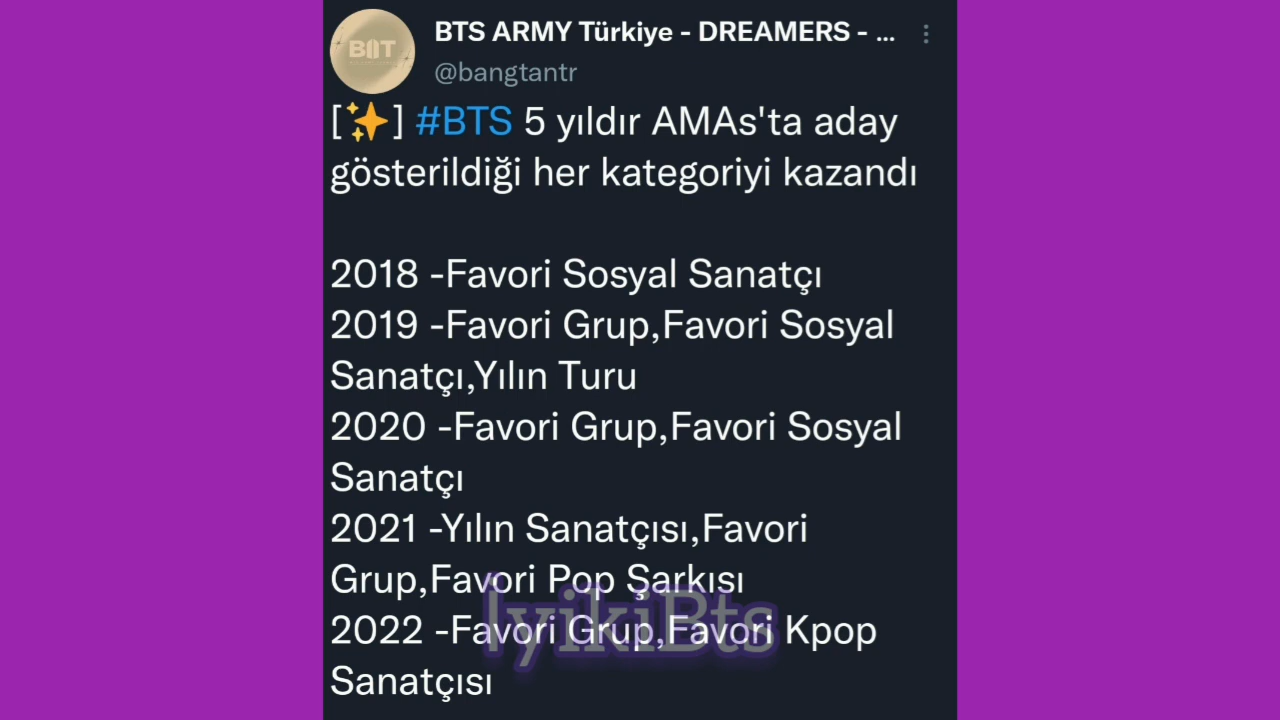 BTS ARMY Türkiye - DREAMERS - ...
@bangtantr
[✨] #BTS 5 yıldır AMAs'ta aday
gösterildiği her kategoriyi kazandı
2018 -Favori Sosyal Sanatçı
2019 -Favori Grup,Favori Sosyal
Sanatçı,Yılın Turu
2020 -Favori Grup,Favori Sosyal
Sanatçı
2021 -Yılın Sanatçısı,Favori
Grup,Favori Pop Şarkısı
2022 -Favori Grup,Favori Kpop
Sanatçısı
IyikiBts